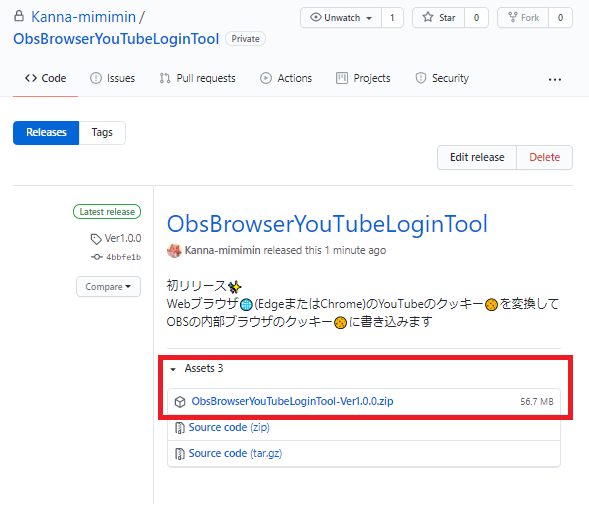 Kanna-mimimin /
Unwatch 1 Star 0 Fork 0
ObsBrowserYouTubeLoginTool Private
Code Issues Pull requests Actions Projects Security ...
Releases Tags
Edit release Delete
Latest release
Ver1.0.0
4bbfe1b
Compare
ObsBrowserYouTubeLoginTool
Kanna-mimimin released this 1 minute ago
初リリース✨
Webブラウザ🌐(EdgeまたはChrome)のYouTubeのクッキー🍪を変換して
OBSの内部ブラウザのクッキー🍪に書き込みます
Assets 3
ObsBrowserYouTubeLoginTool-Ver1.0.0.zip 56.7 MB
Source code (zip)
Source code (tar.gz)